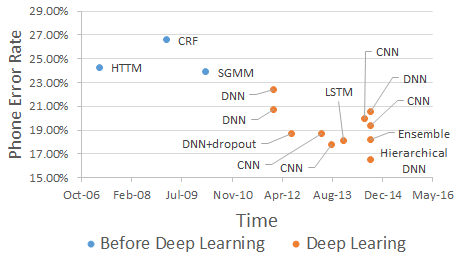 29.00%
27.00%
25.00%
23.00%
21.00%
19.00%
17.00%
15.00%
Phone Error Rate
HTTM
CRF
SGMM
DNN
DNN
DNN+dropout
CNN
CNN
LSTM
CNN
DNN
CNN
Ensemble
Hierarchical
DNN
Oct-06
Feb-08
Jul-09
Nov-10
Apr-12
Aug-13
Dec-14
May-16
Time
Before Deep Learning
Deep Learing